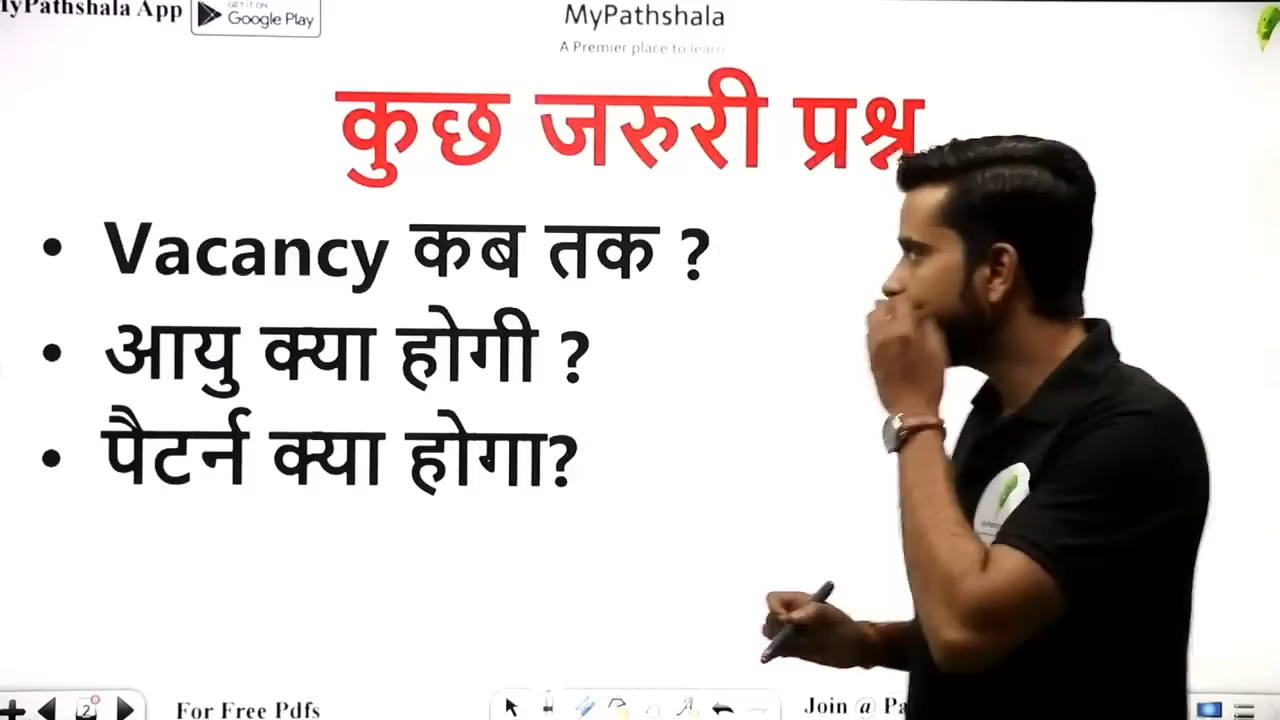 MyPathshala App
GET IT ON
Google Play
MyPathshala
A Premier place to learn
कुछ जरुरी प्रश्न
• Vacancy कब तक ?
• आयु क्या होगी ?
• पैटर्न क्या होगा?
2
For Free Pdfs
Join @ Pa